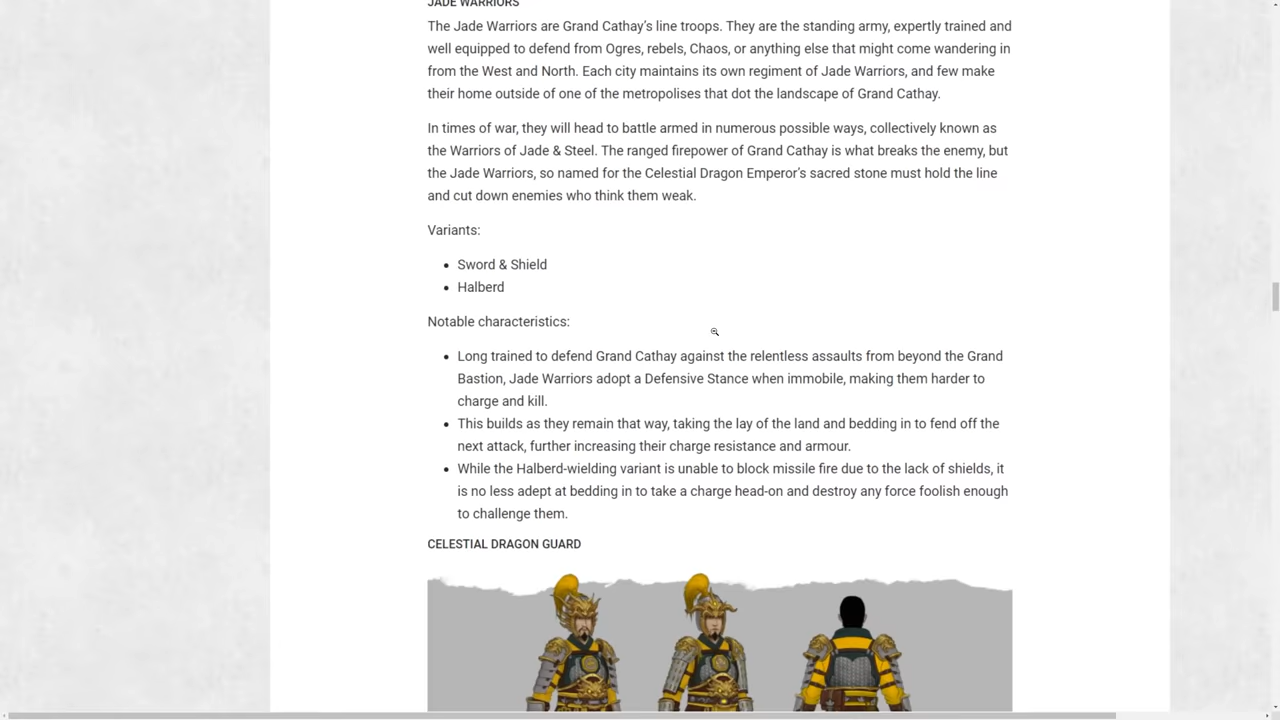 JADE WARRIORS
The Jade Warriors are Grand Cathay’s line troops. They are the standing army, expertly trained and
well equipped to defend from Ogres, rebels, Chaos, or anything else that might come wandering in
from the West and North. Each city maintains its own regiment of Jade Warriors, and few make
their home outside of one of the metropolises that dot the landscape of Grand Cathay.
In times of war, they will head to battle armed in numerous possible ways, collectively known as
the Warriors of Jade & Steel. The ranged firepower of Grand Cathay is what breaks the enemy, but
the Jade Warriors, so named for the Celestial Dragon Emperor’s sacred stone must hold the line
and cut down enemies who think them weak.
Variants:
• Sword & Shield
• Halberd
Notable characteristics:
• Long trained to defend Grand Cathay against the relentless assaults from beyond the Grand
Bastion, Jade Warriors adopt a Defensive Stance when immobile, making them harder to
charge and kill.
• This builds as they remain that way, taking the lay of the land and bedding in to fend off the
next attack, further increasing their charge resistance and armour.
• While the Halberd-wielding variant is unable to block missile fire due to the lack of shields, it
is no less adept at bedding in to take a charge head-on and destroy any force foolish enough
to challenge them.
CELESTIAL DRAGON GUARD